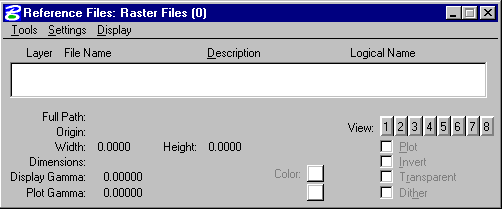 Reference Files: Raster Files (0)
Tools Settings Display
Layer File Name Description Logical Name
Full Path:
Origin:
View: 1 2 3 4 5 6 7 8
Width: 0.0000 Height: 0.0000
Plot
Dimensions:
Invert
Display Gamma: 0.00000 Color:
Transparent
Plot Gamma: 0.00000
Dither